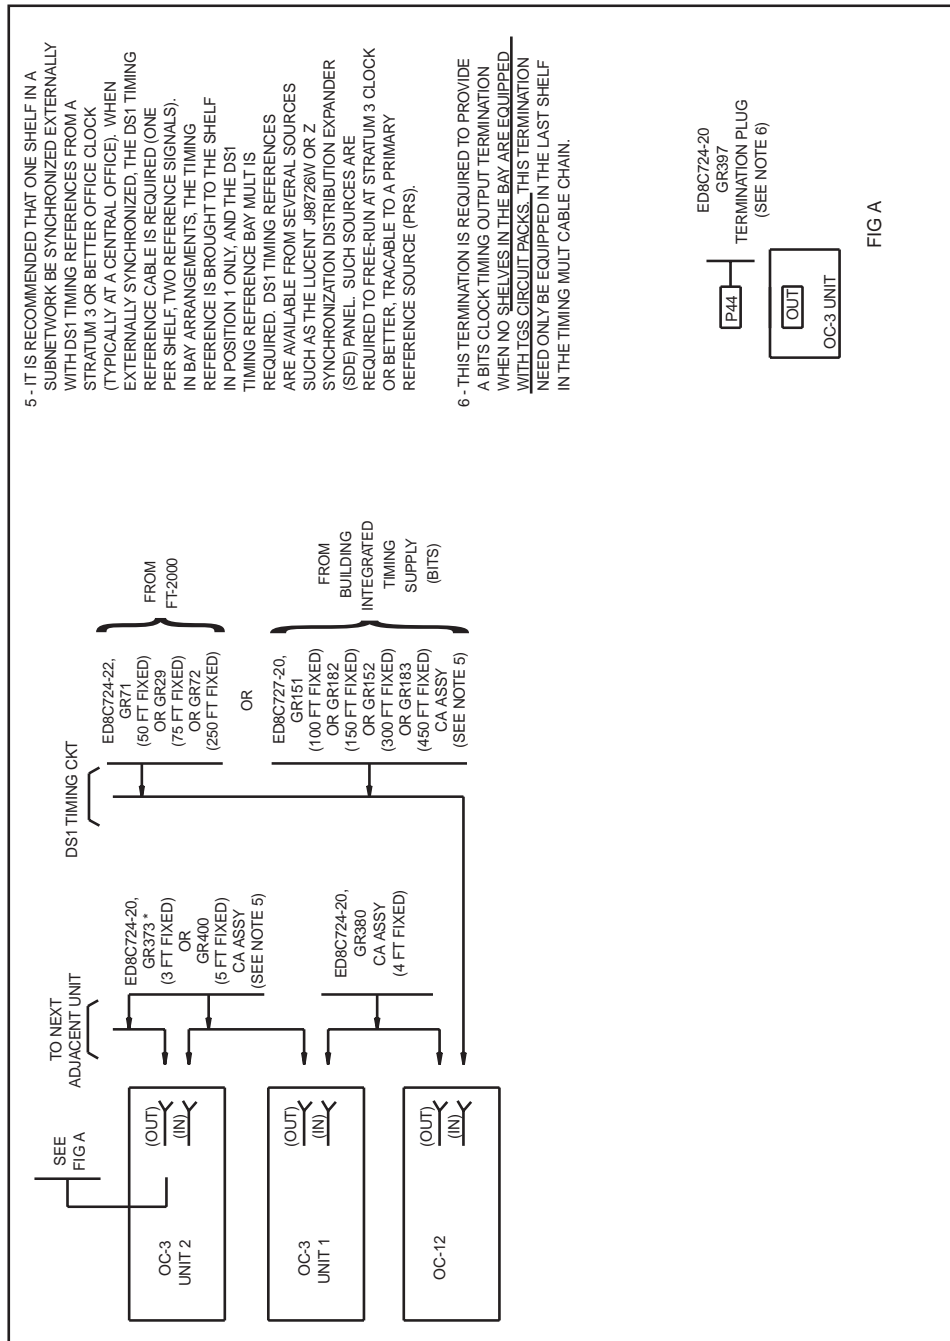 SEE
FIG A
TO NEXT
ADJACENT UNIT
DS1 TIMING CKT
OC-3
UNIT 2
(OUT)
(IN)
ED8C724-20,
GR373 *
(3 FT FIXED)
OR
GR400
(5 FT FIXED)
CA ASSY
(SEE NOTE 5)
ED8C724-22,
GR71
(50 FT FIXED)
OR GR29
(75 FT FIXED)
OR GR72
(250 FT FIXED)
FROM
FT-2000
OR
OC-3
UNIT 1
(OUT)
(IN)
ED8C724-20,
GR380
CA ASSY
(4 FT FIXED)
ED8C727-20,
GR151
(100 FT FIXED)
OR GR182
(150 FT FIXED)
OR GR152
(300 FT FIXED)
OR GR183
(450 FT FIXED)
CA ASSY
(SEE NOTE 5)
FROM
BUILDING
INTEGRATED
TIMING
SUPPLY
(BITS)
OC-12
(OUT)
(IN)
5 - IT IS RECOMMENDED THAT ONE SHELF IN A
SUBNETWORK BE SYNCHRONIZED EXTERNALLY
WITH DS1 TIMING REFERENCES FROM A
STRATUM 3 OR BETTER OFFICE CLOCK
(TYPICALLY AT A CENTRAL OFFICE). WHEN
EXTERNALLY SYNCHRONIZED, THE DS1 TIMING
REFERENCE CABLE IS REQUIRED (ONE
PER SHELF, TWO REFERENCE SIGNALS).
IN BAY ARRANGEMENTS, THE TIMING
REFERENCE IS BROUGHT TO THE SHELF
IN POSITION 1 ONLY, AND THE DS1
TIMING REFERENCE BAY MULT IS
REQUIRED. DS1 TIMING REFERENCES
ARE AVAILABLE FROM SEVERAL SOURCES
SUCH AS THE LUCENT J98726W OR Z
SYNCHRONIZATION DISTRIBUTION EXPANDER
(SDE) PANEL. SUCH SOURCES ARE
REQUIRED TO FREE-RUN AT STRATUM 3 CLOCK
OR BETTER, TRACABLE TO A PRIMARY
REFERENCE SOURCE (PRS).
6 - THIS TERMINATION IS REQUIRED TO PROVIDE
A BITS CLOCK TIMING OUTPUT TERMINATION
WHEN NO SHELVES IN THE BAY ARE EQUIPPED
WITH TGS CIRCUIT PACKS. THIS TERMINATION
NEED ONLY BE EQUIPPED IN THE LAST SHELF
IN THE TIMING MULT CABLE CHAIN.
P44
ED8C724-20
GR397
TERMINATION PLUG
(SEE NOTE 6)
OUT
OC-3 UNIT
FIG A